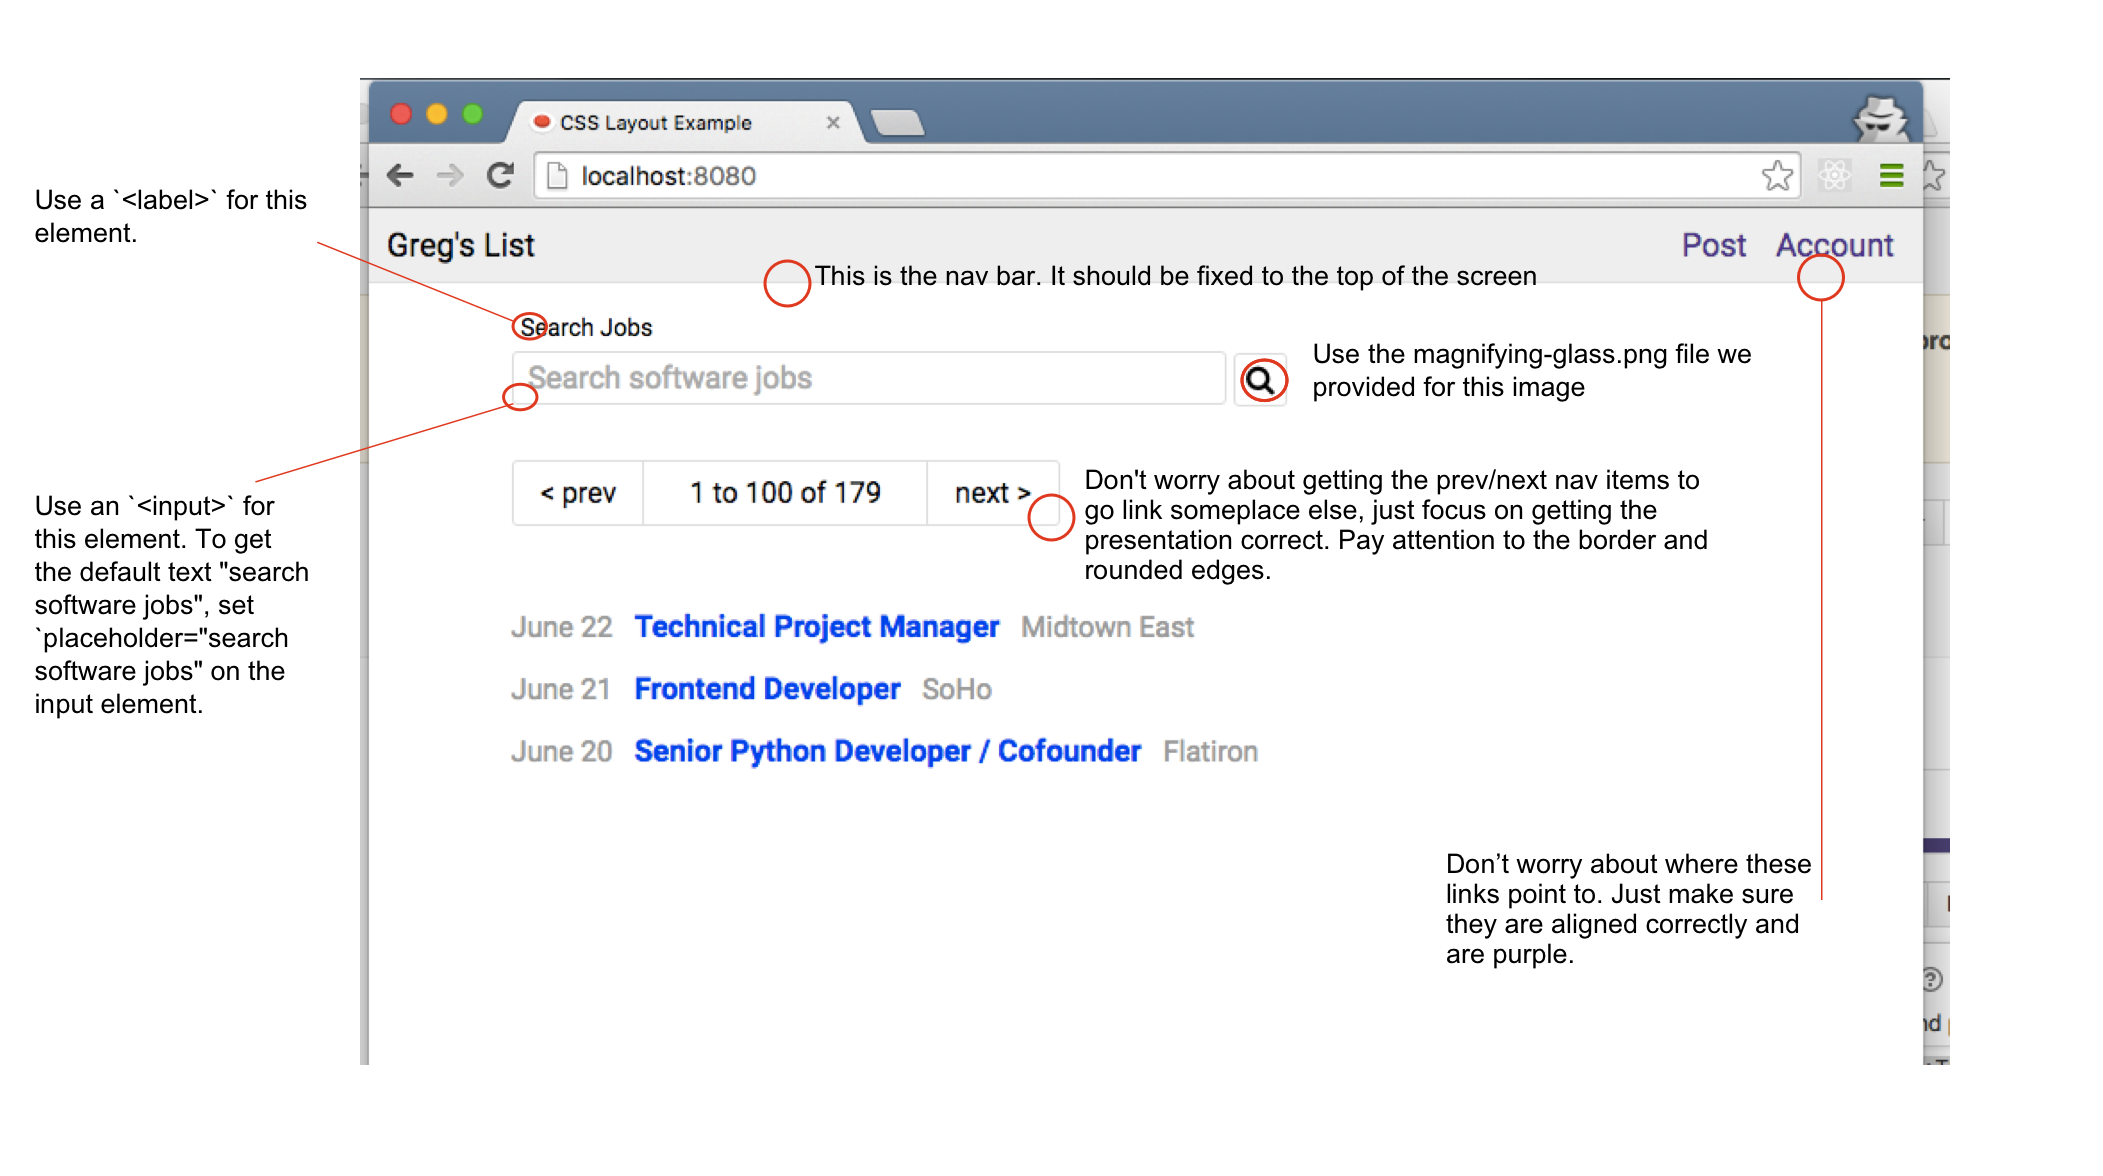 CSS Layout Example
localhost:8080
Use a `<label>` for this
element.
Greg's List
Post Account
This is the nav bar. It should be fixed to the top of the screen
Search Jobs
Search software jobs
Use the magnifying-glass.png file we
provided for this image
Use an `<input>` for
this element. To get
the default text "search
software jobs", set
`placeholder="search
software jobs" on the
input element.
< prev 1 to 100 of 179 next >
Don't worry about getting the prev/next nav items to
go link someplace else, just focus on getting the
presentation correct. Pay attention to the border and
rounded edges.
June 22 Technical Project Manager Midtown East
June 21 Frontend Developer SoHo
June 20 Senior Python Developer / Cofounder Flatiron
Don’t worry about where these
links point to. Just make sure
they are aligned correctly and
are purple.